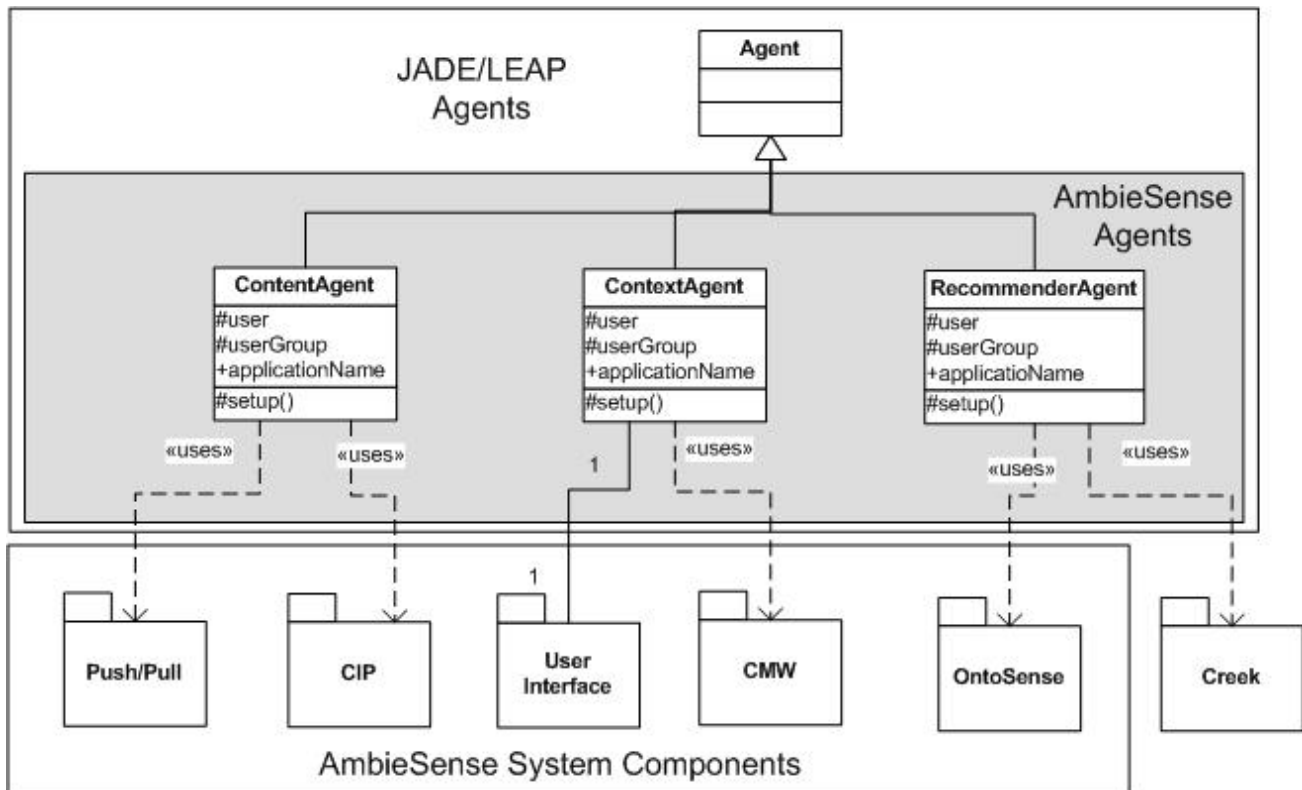 Agent
JADE/LEAP
Agents
AmbieSense
Agents
ContentAgent
#user
#userGroup
+applicationName
#setup()
ContextAgent
#user
#userGroup
+applicationName
#setup()
RecommenderAgent
#user
#userGroup
+applicatioName
#setup()
«uses»
«uses»
1
«uses»
«uses»
«uses»
1
Push/Pull
CIP
User
Interface
CMW
OntoSense
Creek
AmbieSense System Components